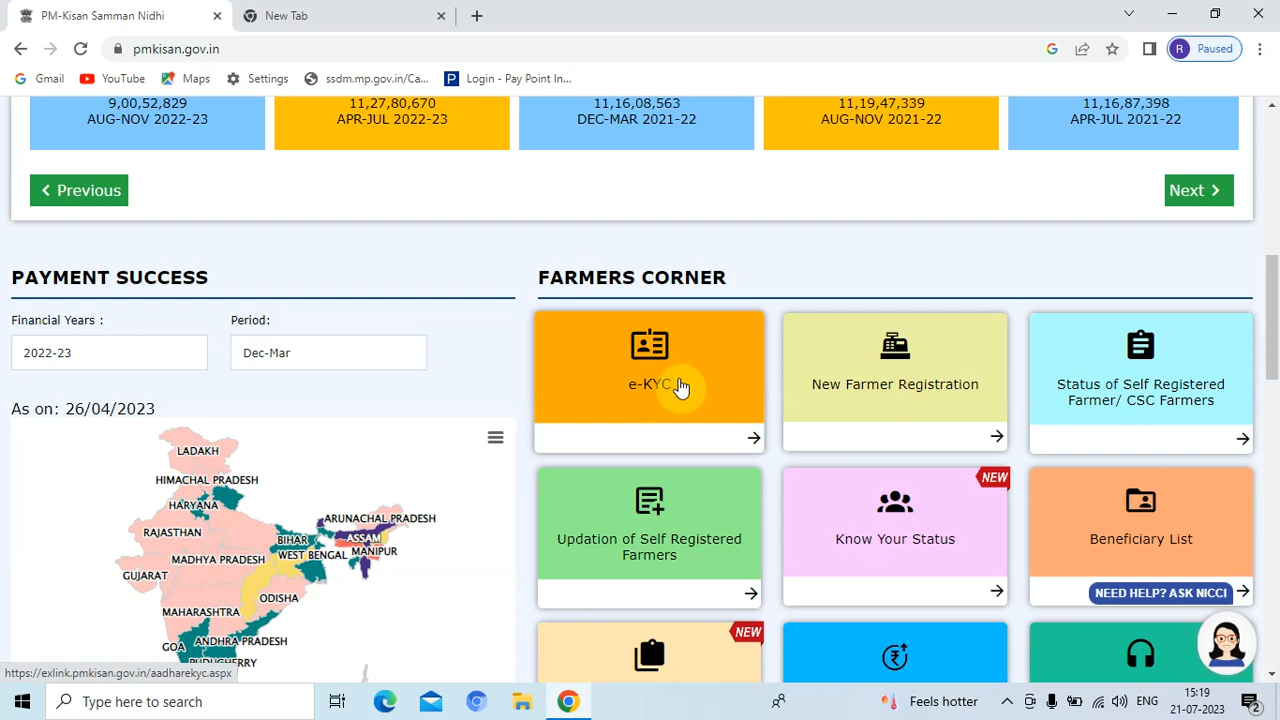 PM-Kisan Samman Nidhi
New Tab
pmkisan.gov.in
R
Paused
Gmail
YouTube
Maps
Settings
ssdm.mp.gov.in/Ca...
Login - Pay Point In...
9,00,52,829
AUG-NOV 2022-23
11,27,80,670
APR-JUL 2022-23
11,16,08,563
DEC-MAR 2021-22
11,19,47,339
AUG-NOV 2021-22
11,16,87,398
APR-JUL 2021-22
Previous
Next
PAYMENT SUCCESS
Financial Years :
Period:
2022-23
Dec-Mar
As on: 26/04/2023
LADAKH
HIMACHAL PRADESH
HARYANA
ARUNACHAL PRADESH
RAJASTHAN
BIHAR
ASSAM
MADHYA PRADESH
WEST BENGAL
MANIPUR
GUJARAT
ODISHA
MAHARASHTRA
GOA
ANDHRA PRADESH
PUDUCHERRY
FARMERS CORNER
e-KYC
New Farmer Registration
Status of Self Registered
Farmer/ CSC Farmers
Updation of Self Registered
Farmers
NEW
Know Your Status
Beneficiary List
NEED HELP? ASK NICCI
NEW
https://exlink.pmkisan.gov.in/aadharekyc.aspx
Type here to search
Feels hotter
ENG
15:19
21-07-2023
2